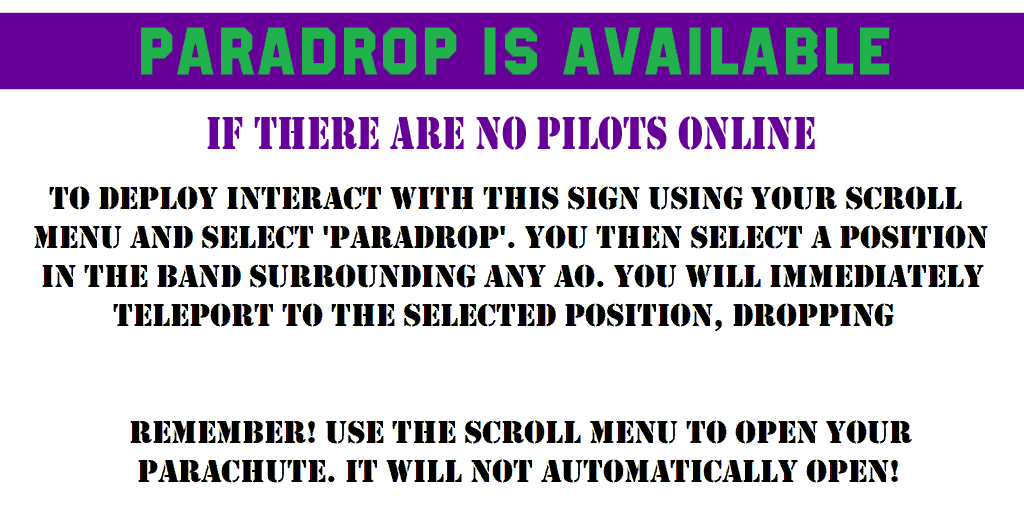 PARADROP IS AVAILABLE
IF THERE ARE NO PILOTS ONLINE
TO DEPLOY INTERACT WITH THIS SIGN USING YOUR SCROLL
MENU AND SELECT 'PARADROP'. YOU THEN SELECT A POSITION
IN THE BAND SURROUNDING ANY AO. YOU WILL IMMEDIATELY
TELEPORT TO THE SELECTED POSITION, DROPPING
REMEMBER! USE THE SCROLL MENU TO OPEN YOUR
PARACHUTE. IT WILL NOT AUTOMATICALLY OPEN!